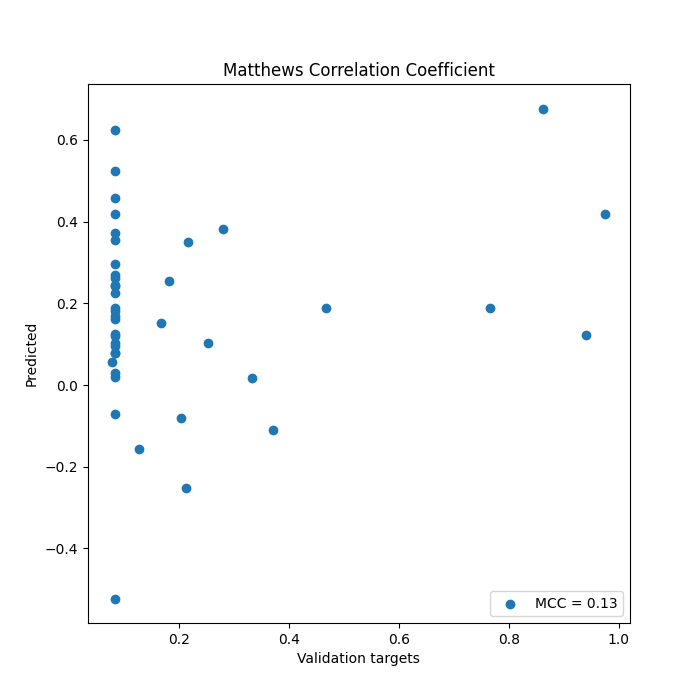 Matthews Correlation Coefficient
0.6
0.4
0.2
0.0
−0.2
−0.4
Predicted
MCC = 0.13
0.2 0.4 0.6 0.8 1.0
Validation targets